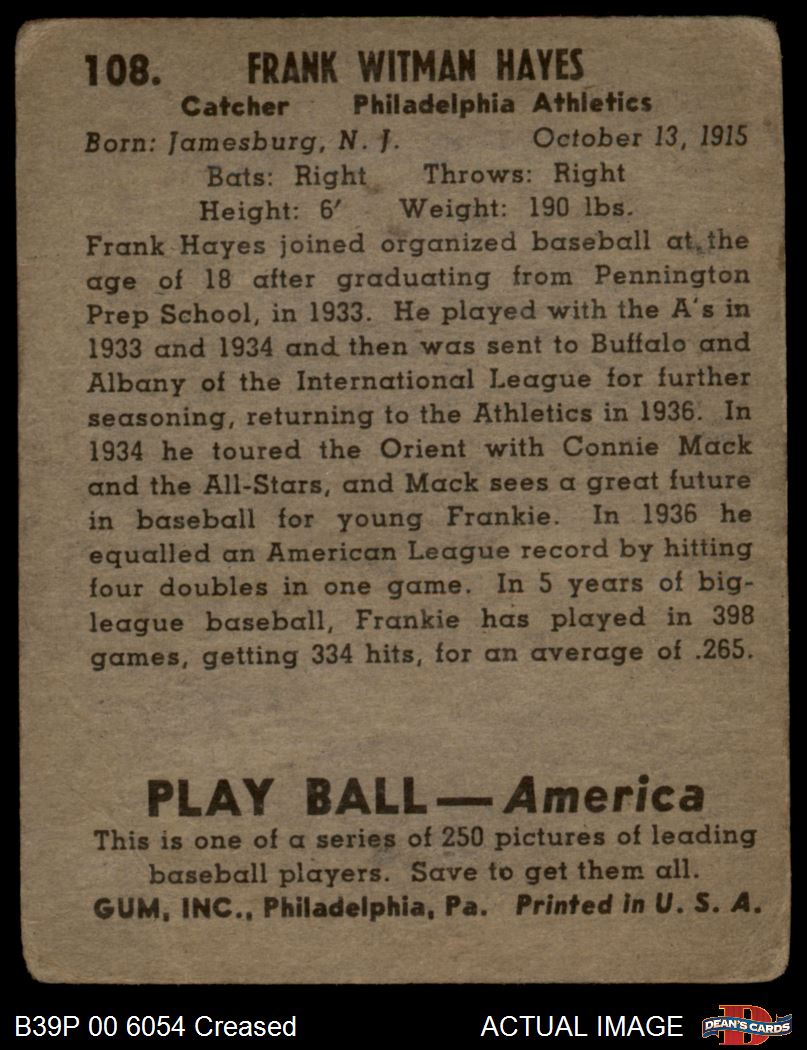 108. FRANK WITMAN HAYES
Catcher Philadelphia Athletics
Born: Jamesburg, N. J. October 13, 1915
Bats: Right Throws: Right
Height: 6′ Weight: 190 lbs.
Frank Hayes joined organized baseball at the
age of 18 after graduating from Pennington
Prep School, in 1933. He played with the A's in
1933 and 1934 and then was sent to Buffalo and
Albany of the International League for further
seasoning, returning to the Athletics in 1936. In
1934 he toured the Orient with Connie Mack
and the All-Stars, and Mack sees a great future
in baseball for young Frankie. In 1936 he
equalled an American League record by hitting
four doubles in one game. In 5 years of big-
league baseball, Frankie has played in 398
games, getting 334 hits, for an average of .265.
PLAY BALL — America
This is one of a series of 250 pictures of leading
baseball players. Save to get them all.
GUM, INC., Philadelphia, Pa. Printed in U. S. A.
B39P 00 6054 Creased ACTUAL IMAGE D DEAN'S CARDS